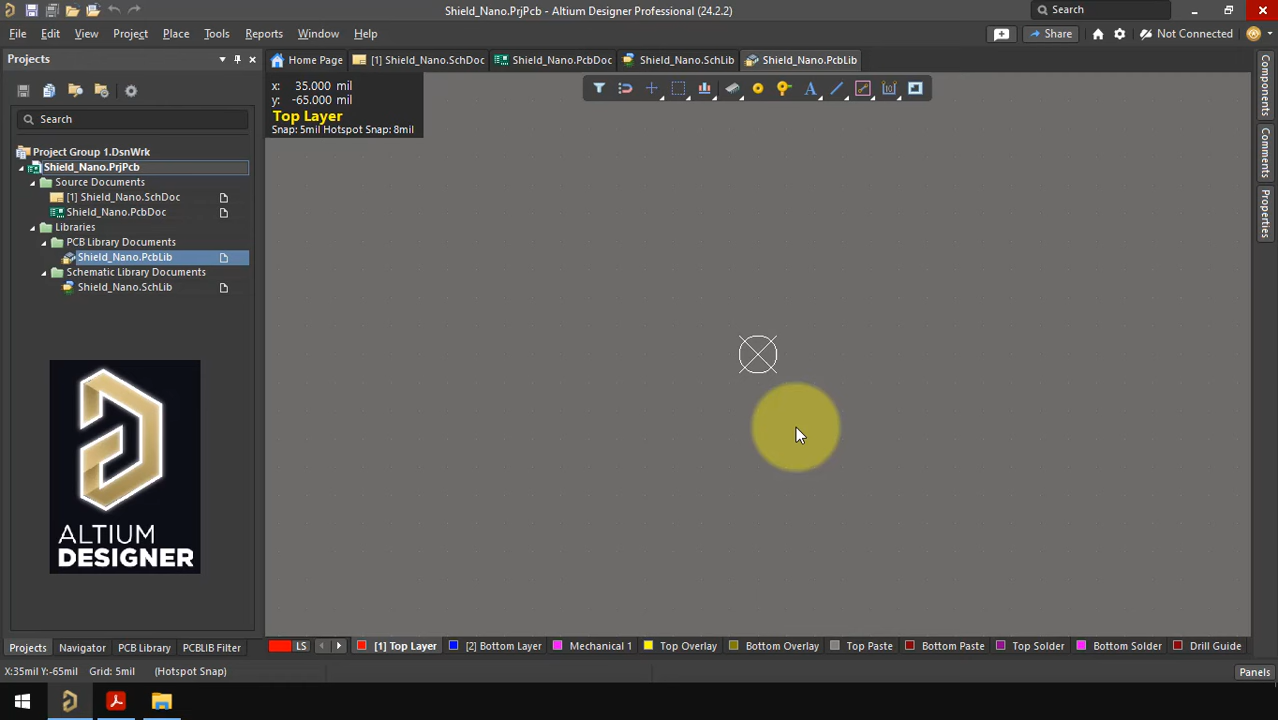 Shield_Nano.PrjPcb - Altium Designer Professional (24.2.2)
Search
File Edit View Project Place Tools Reports Window Help
Share
Not Connected
Projects
Home Page
[1] Shield_Nano.SchDoc
Shield_Nano.PcbDoc
Shield_Nano.SchLib
Shield_Nano.PcbLib
x: 35.000 mil
y: -65.000 mil
Top Layer
Snap: 5mil Hotspot Snap: 8mil
Search
Project Group 1.DsnWrk
Shield_Nano.PrjPcb
Source Documents
[1] Shield_Nano.SchDoc
Shield_Nano.PcbDoc
Libraries
PCB Library Documents
Shield_Nano.PcbLib
Schematic Library Documents
Shield_Nano.SchLib
ALTIUM
DESIGNER
Components
Comments
Properties
Projects
Navigator
PCB Library
PCBLIB Filter
LS
[1] Top Layer
[2] Bottom Layer
Mechanical 1
Top Overlay
Bottom Overlay
Top Paste
Bottom Paste
Top Solder
Bottom Solder
Drill Guide
X:35mil Y:-65mil Grid: 5mil (Hotspot Snap)
Panels